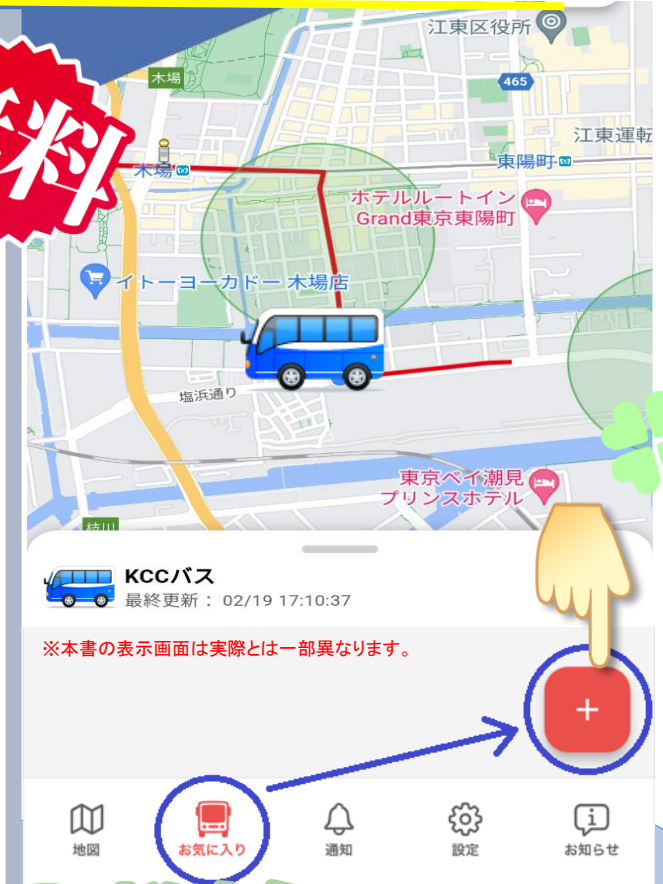 江東区役所
木場
465
料
江東運転
木場
東陽町
ホテルルートイン
Grand東京東陽町
イトーヨーカドー 木場店
塩浜通り
東京ベイ潮見
プリンスホテル
枝川
KCCバス
最終更新： 02/19 17:10:37
※本書の表示画面は実際とは一部異なります。
+
地図
お気に入り
通知
設定
お知らせ